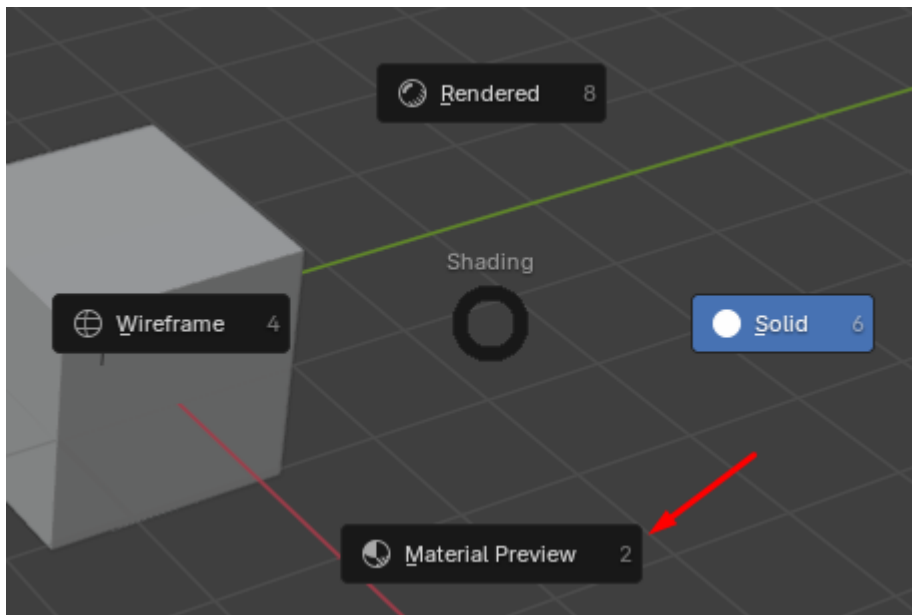 Rendered 8
Shading
Wireframe 4
Solid 6
Material Preview 2